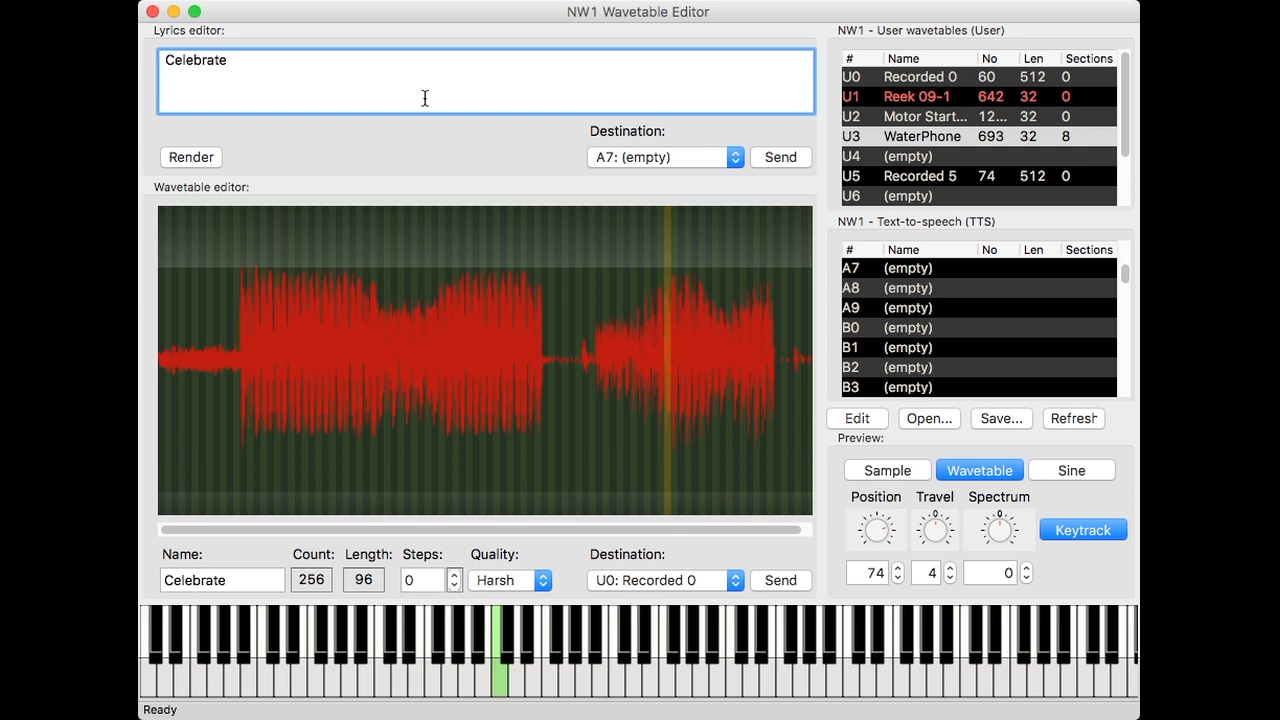 NW1 Wavetable Editor
Lyrics editor:
Celebrate
Destination:
Render
A7: (empty)
Send
Wavetable editor:
Name:
Count:
Length:
Steps:
Quality:
Destination:
Celebrate
256
96
0
Harsh
U0: Recorded 0
Send
NW1 - User wavetables (User)
# Name No Len Sections
U0 Recorded 0 60 512 0
U1 Reek 09-1 642 32 0
U2 Motor Start... 12... 32 0
U3 WaterPhone 693 32 8
U4 (empty)
U5 Recorded 5 74 512 0
U6 (empty)
NW1 - Text-to-speech (TTS)
# Name No Len Sections
A7 (empty)
A8 (empty)
A9 (empty)
B0 (empty)
B1 (empty)
B2 (empty)
B3 (empty)
Edit Open... Save... Refresh
Preview:
Sample Wavetable Sine
Position Travel Spectrum
0 0
Keytrack
74 4 0
Ready